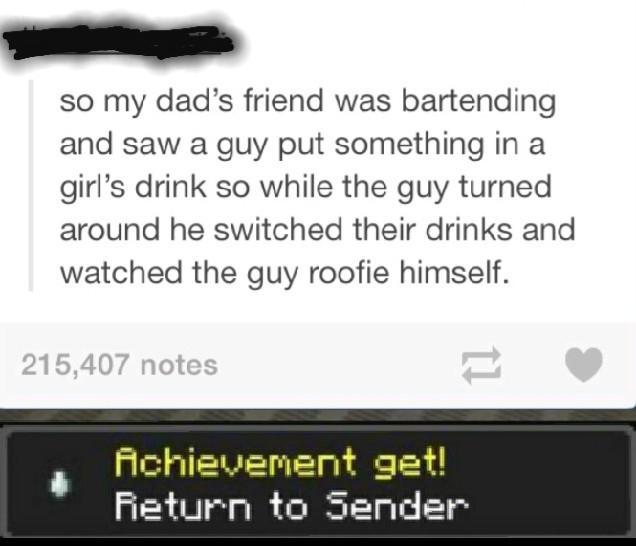 so my dad's friend was bartending
and saw a guy put something in a
girl's drink so while the guy turned
around he switched their drinks and
watched the guy roofie himself.
215,407 notes
Achievement get!
Return to Sender